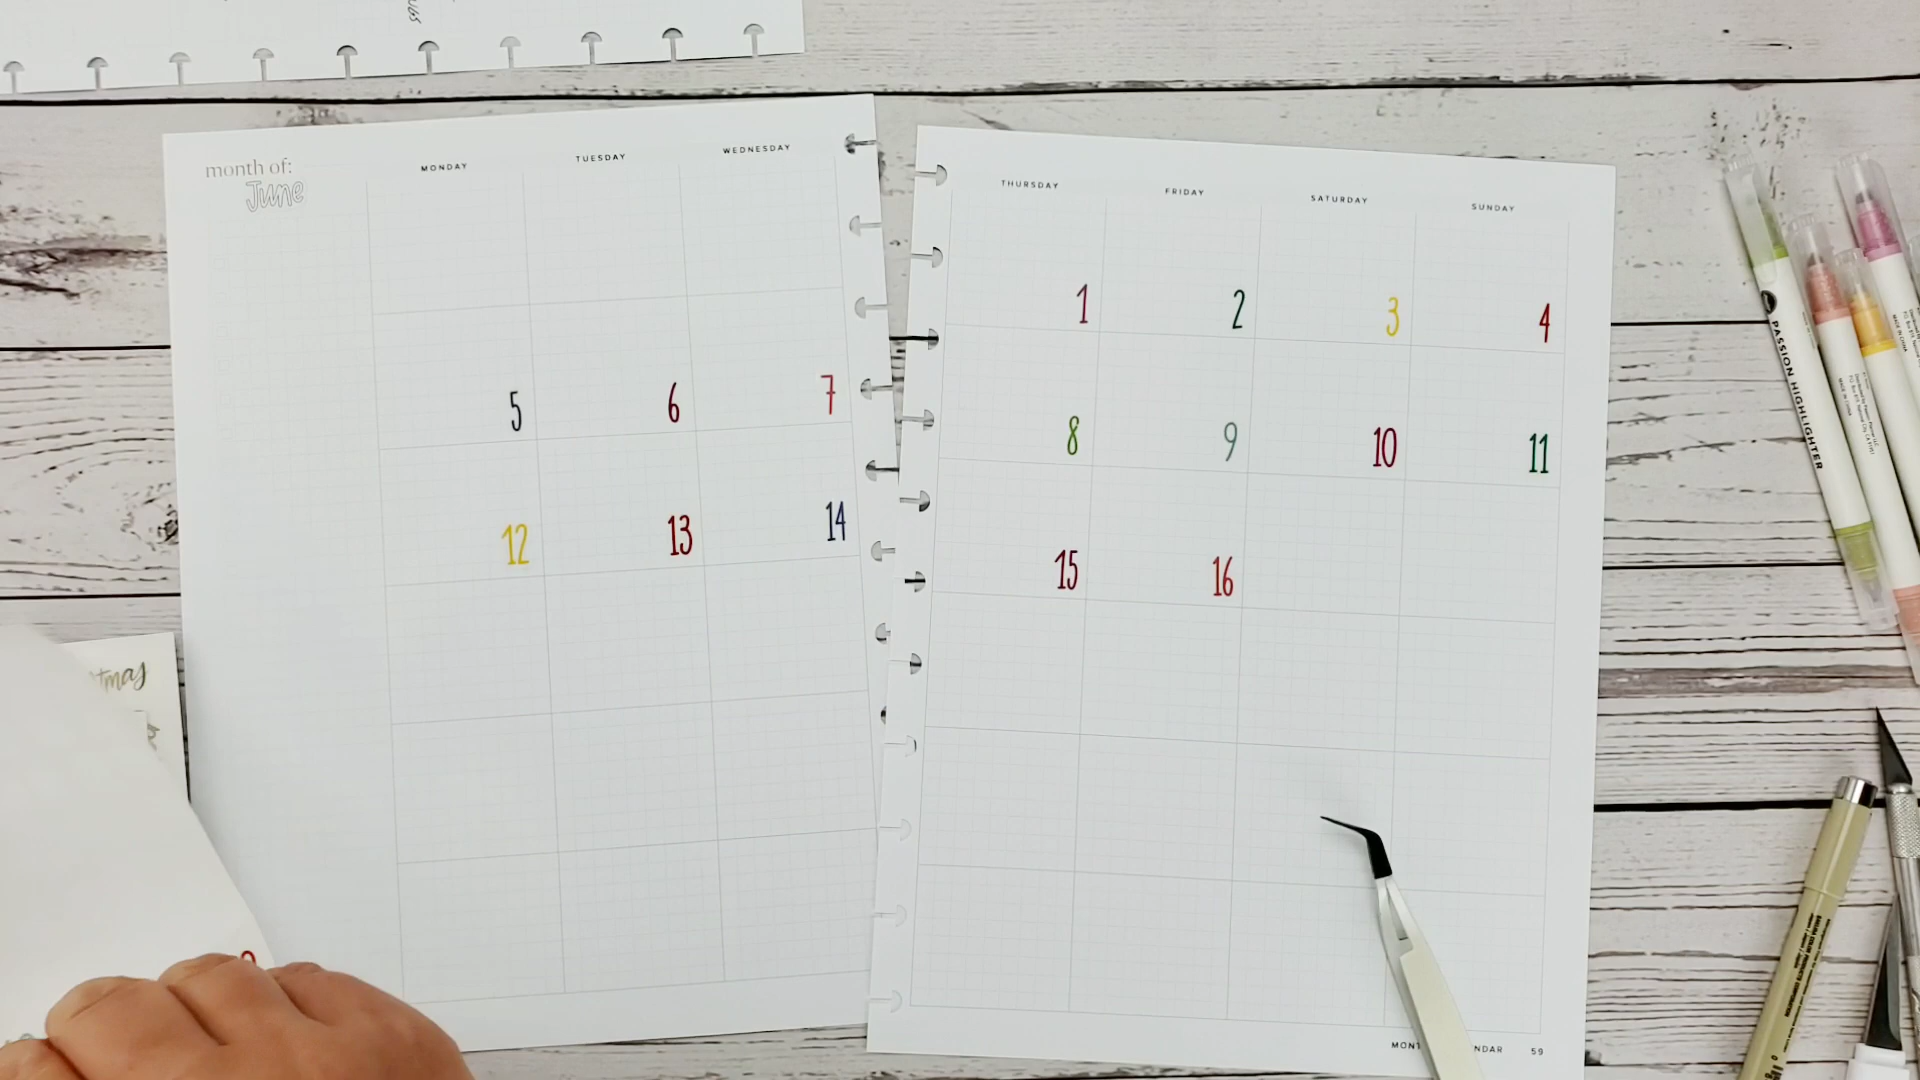 month of:
June
MONDAY TUESDAY WEDNESDAY
THURSDAY FRIDAY SATURDAY SUNDAY
1 2 3 4
5 6 7
8 9 10 11
12 13 14
15 16
59
PASSION HIGHLIGHTER